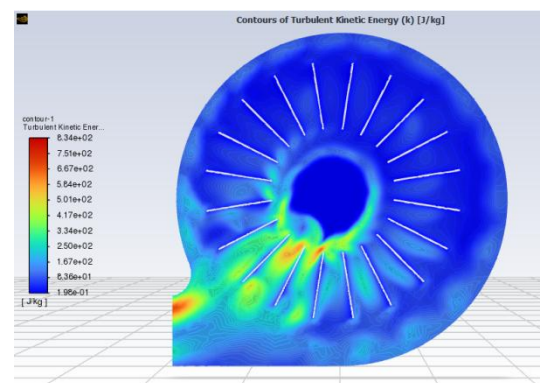 Contours of Turbulent Kinetic Energy (k) [J/kg]
contour-1
Turbulent Kinetic Ener...
8.34e+02
7.51e+02
6.67e+02
5.84e+02
5.01e+02
4.17e+02
3.34e+02
2.50e+02
1.67e+02
8.36e+01
1.98e-01
[ J/kg ]